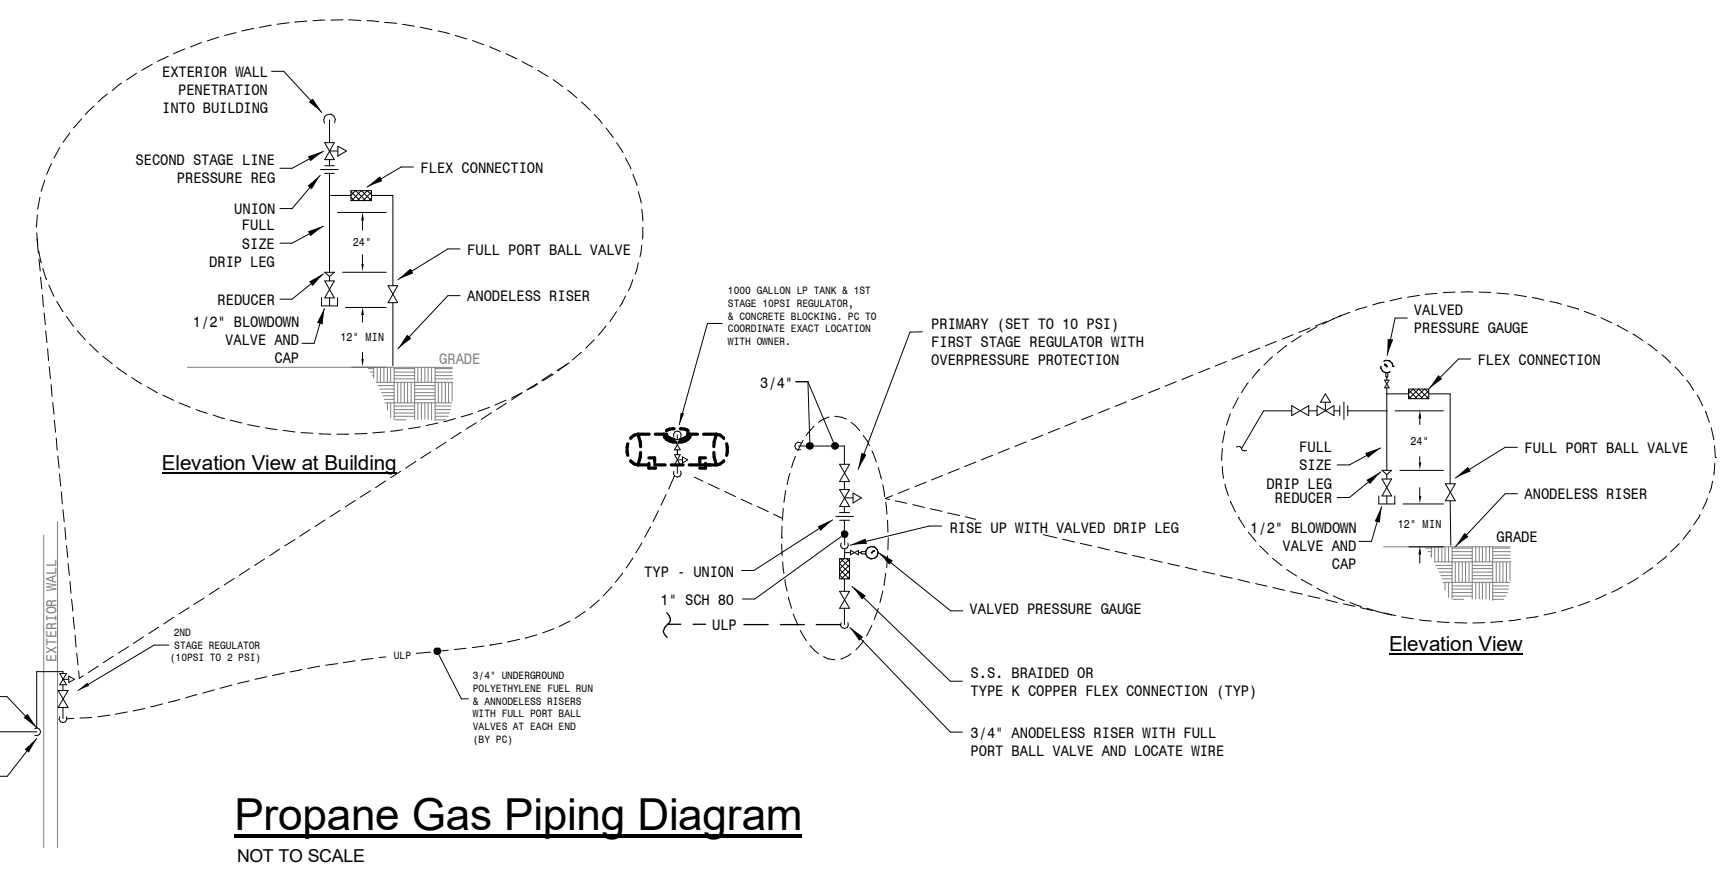 EXTERIOR WALL
PENETRATION
INTO BUILDING
SECOND STAGE LINE
PRESSURE REG
UNION
FULL
SIZE
DRIP LEG
REDUCER
1/2" BLOWDOWN
VALVE AND
CAP
FLEX CONNECTION
24"
FULL PORT BALL VALVE
ANODELESS RISER
12" MIN
GRADE
Elevation View at Building
EXTERIOR WALL
2ND
STAGE REGULATOR
(10PSI TO 2 PSI)
ULP
3/4" UNDERGROUND
POLYETHYLENE FUEL RUN
& ANNODELESS RISERS
WITH FULL PORT BALL
VALVES AT EACH END
(BY PC)
1000 GALLON LP TANK & 1ST
STAGE 10PSI REGULATOR,
& CONCRETE BLOCKING. PC TO
COORDINATE EXACT LOCATION
WITH OWNER.
3/4"
PRIMARY (SET TO 10 PSI)
FIRST STAGE REGULATOR WITH
OVERPRESSURE PROTECTION
RISE UP WITH VALVED DRIP LEG
TYP - UNION
1" SCH 80
ULP
VALVED PRESSURE GAUGE
S.S. BRAIDED OR
TYPE K COPPER FLEX CONNECTION (TYP)
3/4" ANODELESS RISER WITH FULL
PORT BALL VALVE AND LOCATE WIRE
VALVED
PRESSURE GAUGE
FLEX CONNECTION
24"
FULL
SIZE
DRIP LEG
REDUCER
1/2" BLOWDOWN
VALVE AND
CAP
FULL PORT BALL VALVE
ANODELESS RISER
12" MIN
GRADE
Elevation View
Propane Gas Piping Diagram
NOT TO SCALE